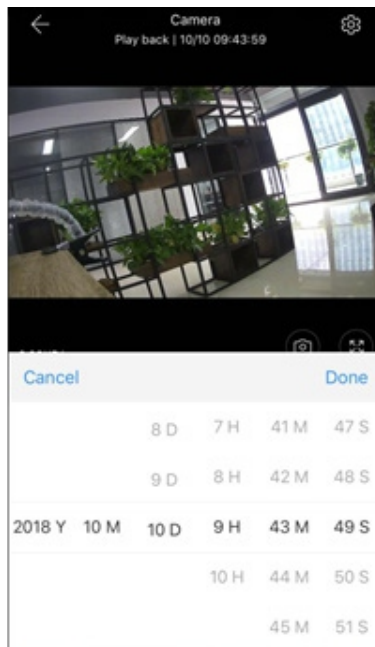 Camera
Play back | 10/10 09:43:59
Cancel Done
8 D 7 H 41 M 47 S
9 D 8 H 42 M 48 S
2018 Y 10 M 10 D 9 H 43 M 49 S
10 H 44 M 50 S
45 M 51 S